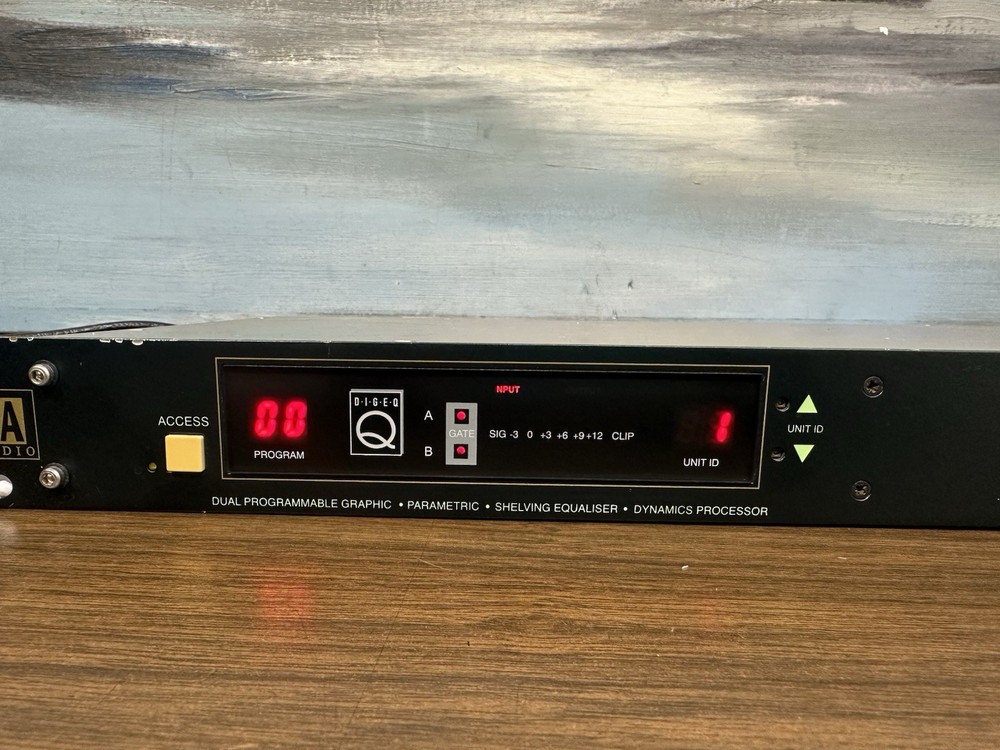 A
DIO
ACCESS
00
PROGRAM
D·I·G·E·Q
Q
A
GATE
B
NPUT
SIG -3 0 +3 +6 +9 +12 CLIP
1
UNIT ID
UNIT ID
DUAL PROGRAMMABLE GRAPHIC • PARAMETRIC • SHELVING EQUALISER • DYNAMICS PROCESSOR